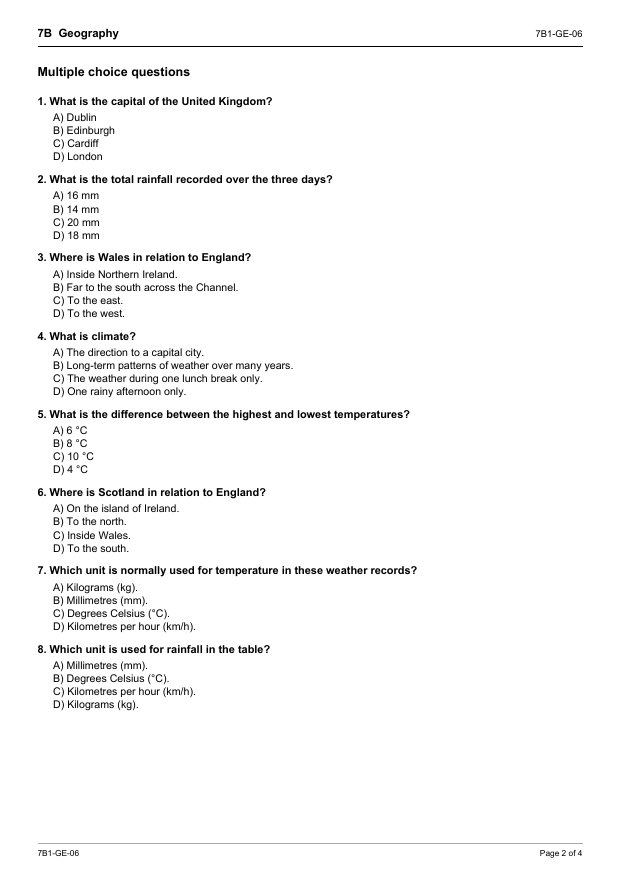 7B Geography
7B1-GE-06
Multiple choice questions
1. What is the capital of the United Kingdom?
A) Dublin
B) Edinburgh
C) Cardiff
D) London
2. What is the total rainfall recorded over the three days?
A) 16 mm
B) 14 mm
C) 20 mm
D) 18 mm
3. Where is Wales in relation to England?
A) Inside Northern Ireland.
B) Far to the south across the Channel.
C) To the east.
D) To the west.
4. What is climate?
A) The direction to a capital city.
B) Long-term patterns of weather over many years.
C) The weather during one lunch break only.
D) One rainy afternoon only.
5. What is the difference between the highest and lowest temperatures?
A) 6 °C
B) 8 °C
C) 10 °C
D) 4 °C
6. Where is Scotland in relation to England?
A) On the island of Ireland.
B) To the north.
C) Inside Wales.
D) To the south.
7. Which unit is normally used for temperature in these weather records?
A) Kilograms (kg).
B) Millimetres (mm).
C) Degrees Celsius (°C).
D) Kilometres per hour (km/h).
8. Which unit is used for rainfall in the table?
A) Millimetres (mm).
B) Degrees Celsius (°C).
C) Kilometres per hour (km/h).
D) Kilograms (kg).
7B1-GE-06
Page 2 of 4